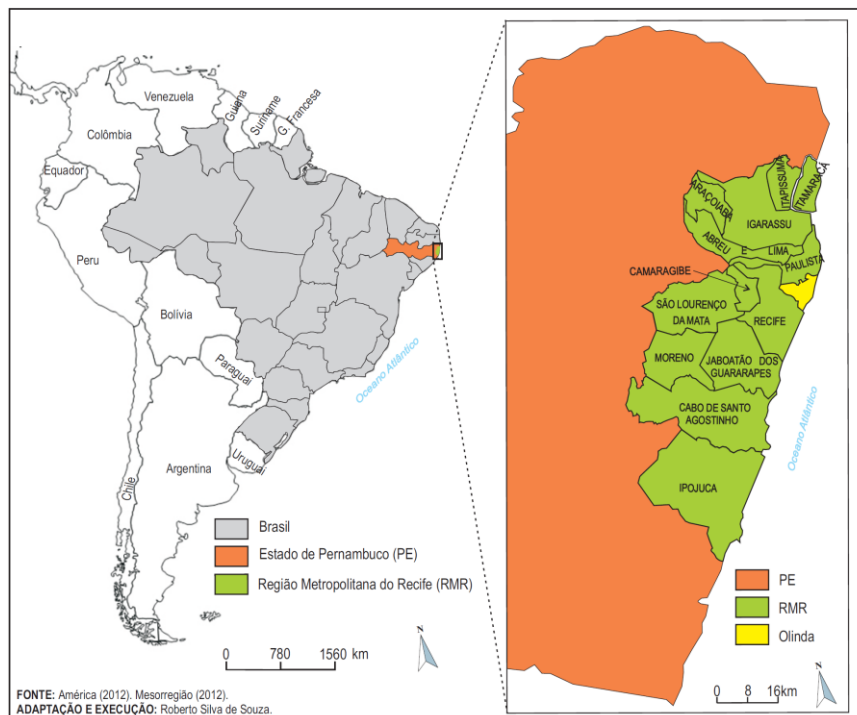 Venezuela
Guiana
Suriname
G. Francesa
Colômbia
Equador
Peru
Bolívia
Paraguai
Chile
Argentina
Uruguai
Oceano Atlântico
Brasil
Estado de Pernambuco (PE)
Região Metropolitana do Recife (RMR)
0 780 1560 km
N
FONTE: América (2012). Mesorregião (2012).
ADAPTAÇÃO E EXECUÇÃO: Roberto Silva de Souza.
ARAÇOIABA
ITAPISSUMA
ITAMARACÁ
IGARASSU
ABREU E LIMA
PAULISTA
CAMARAGIBE
SÃO LOURENÇO
DA MATA
RECIFE
MORENO
JABOATÃO DOS
GUARARAPES
CABO DE SANTO
AGOSTINHO
IPOJUCA
Oceano Atlântico
PE
RMR
Olinda
N
0 8 16km